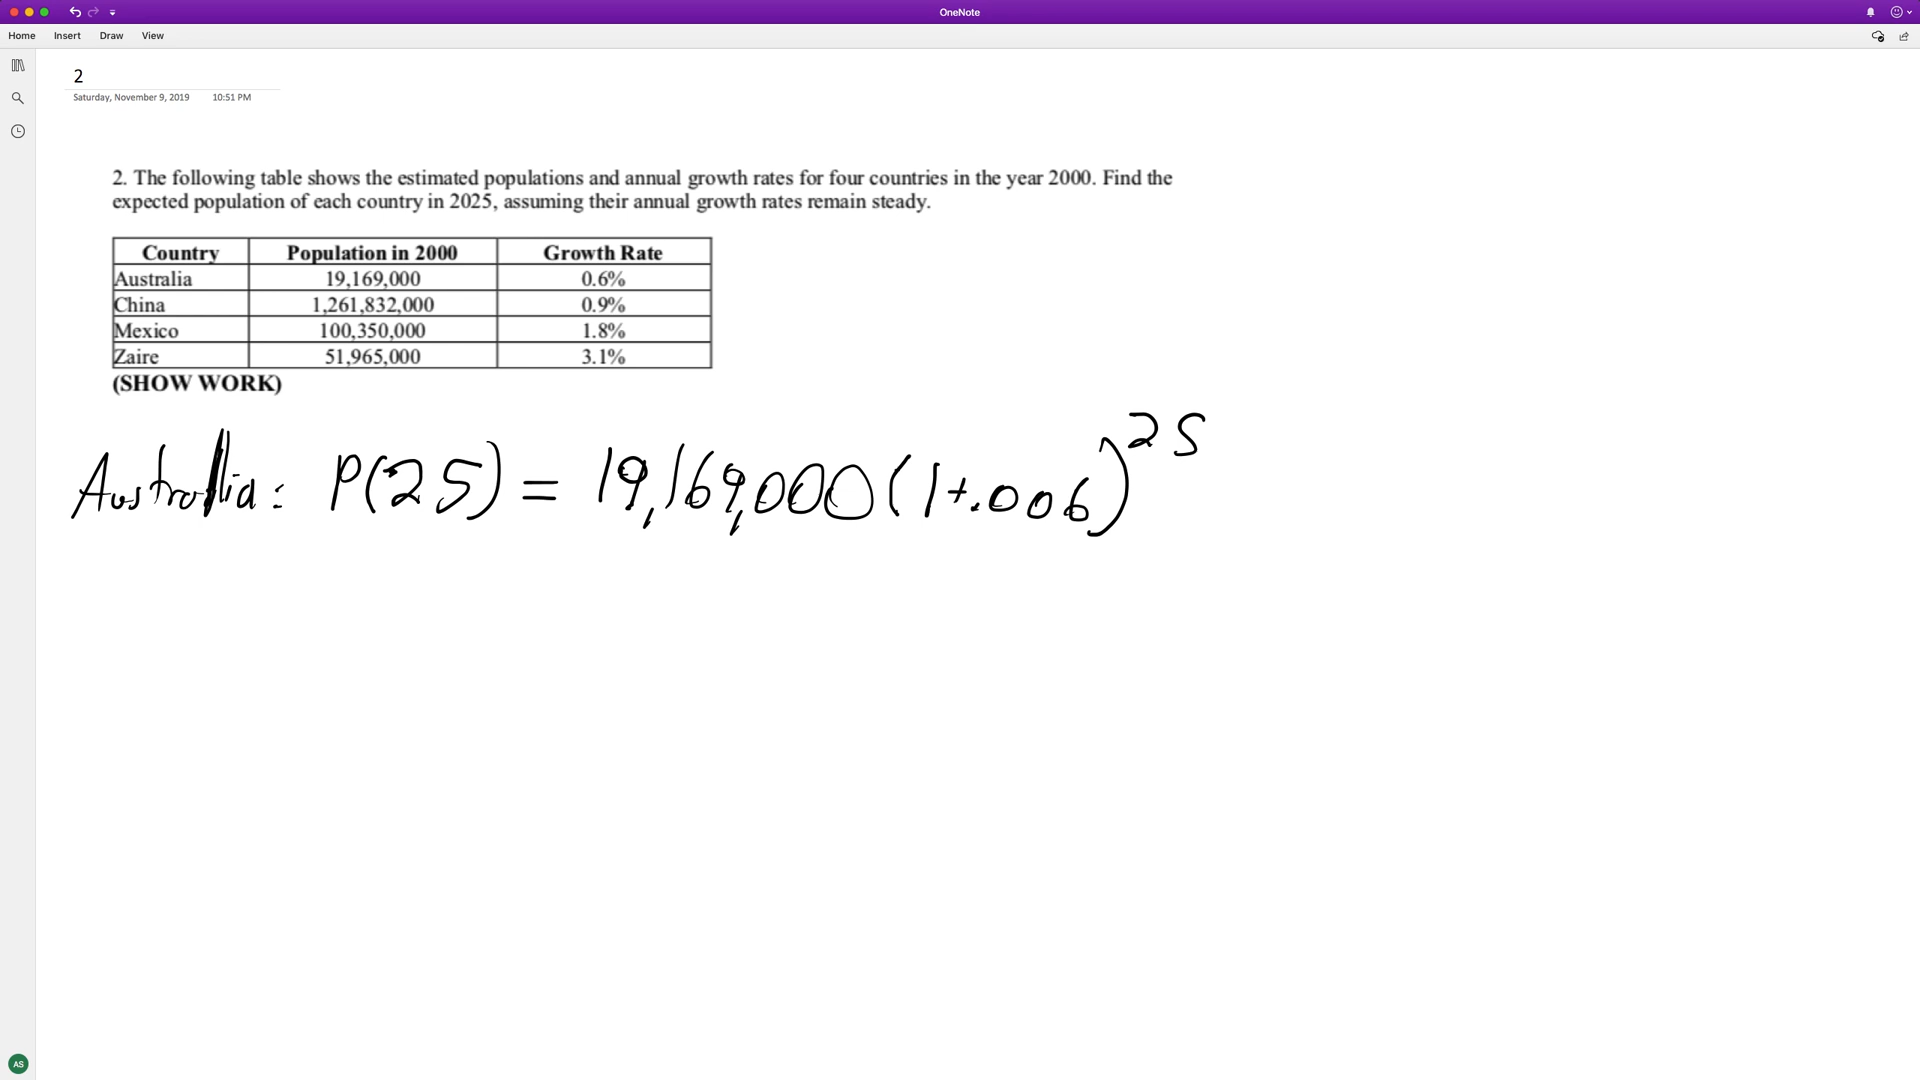 OneNote
Home Insert Draw View
2
Saturday, November 9, 2019 10:51 PM
2. The following table shows the estimated populations and annual growth rates for four countries in the year 2000. Find the
expected population of each country in 2025, assuming their annual growth rates remain steady.
Country Population in 2000 Growth Rate
Australia 19,169,000 0.6%
China 1,261,832,000 0.9%
Mexico 100,350,000 1.8%
Zaire 51,965,000 3.1%
(SHOW WORK)
Australia: P(25) = 19,169,000(1+.006)^25
AS